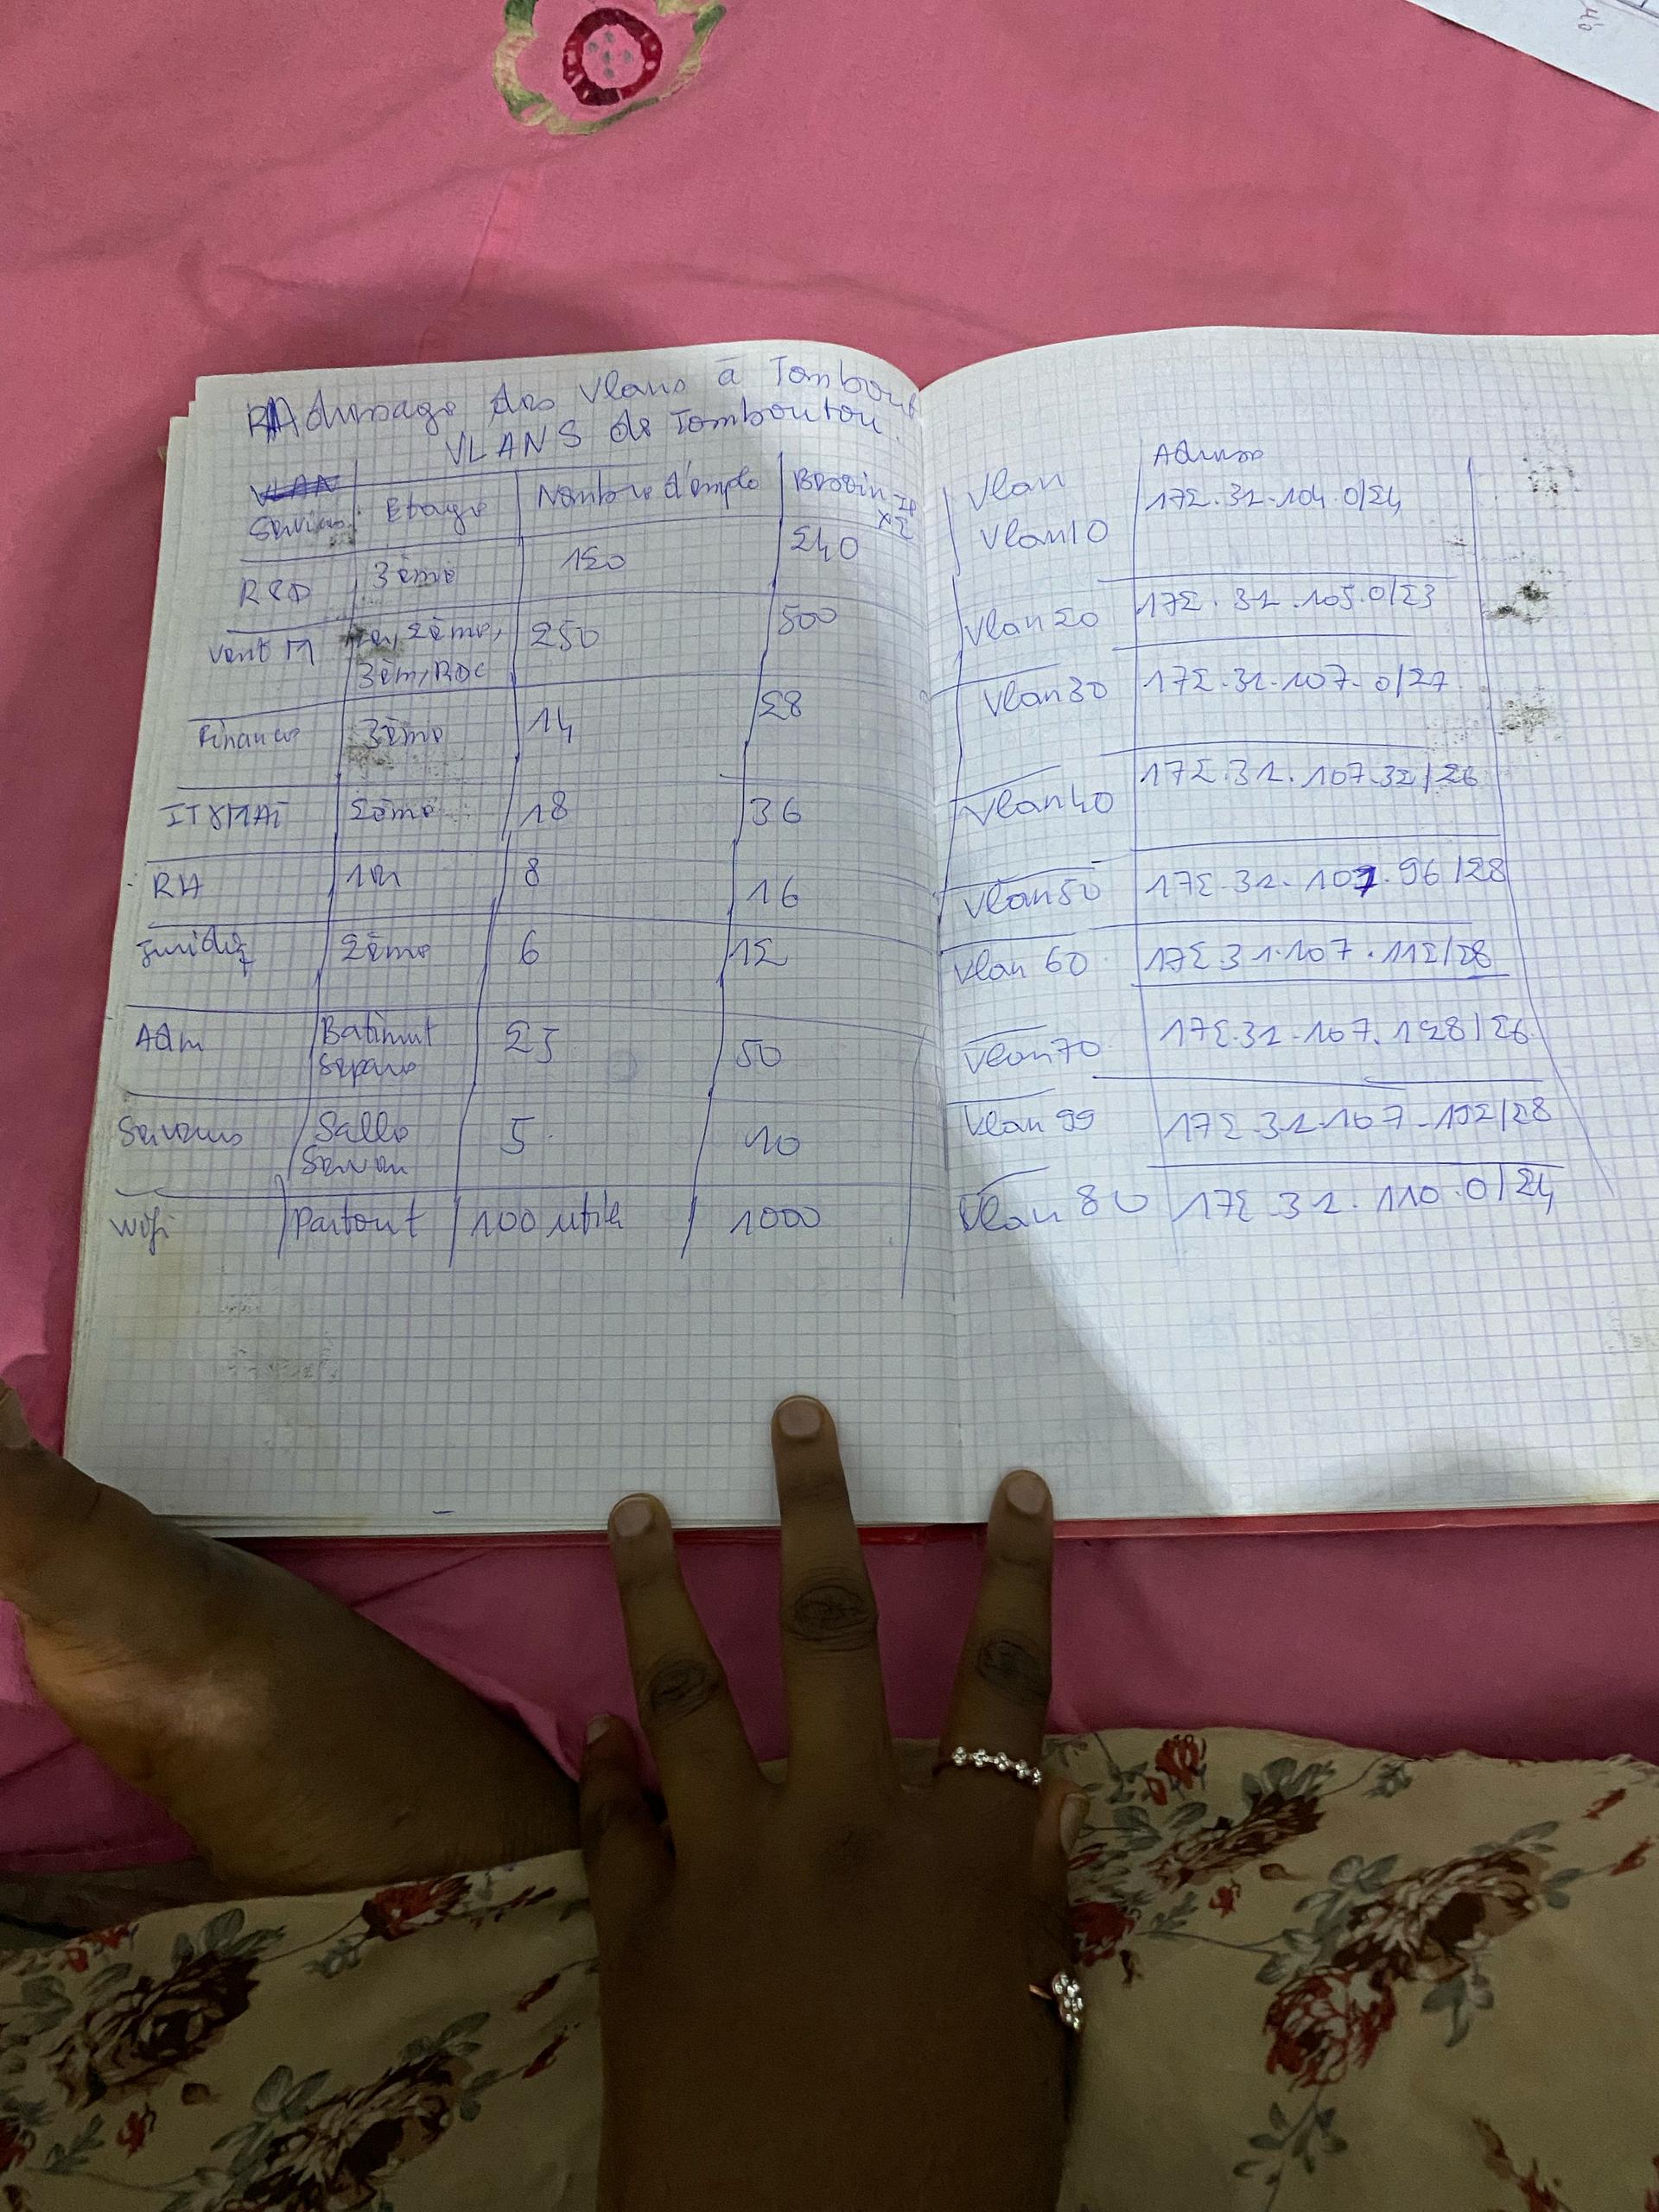 Adressage des Vlans à Tombout
VLANS de Tombouctou.
VLAN
Services Etage Nombre d'emplo Besoin IP x2 Vlan Adresse
R&D 3ème 120 240 Vlan10 172.31.104.0/24
Vent M 1er, 2ème, 3èm, RDC 250 500 Vlan20 172.31.105.0/23
Finance 3ème 14 28 Vlan30 172.31.107.0/27
IT&MAi 2ème 18 36 Vlan40 172.31.107.32/26
RH 1er 8 16 Vlan50 172.31.107.96/28
Juridiq 2ème 6 12 Vlan 60 172.31.107.112/28
Adm Batimnt Separe 25 50 Vlan70 172.31.107.128/26
Serveurs Salle Serveu 5 10 Vlan 99 172.31.107.192/28
Wifi Partout 100 utile 1000 Vlan 80 172.31.110.0/24